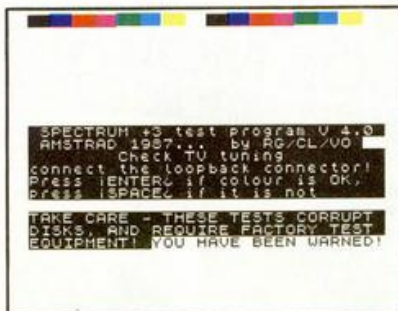 SPECTRUM +3 test program V 4.0
AMSTRAD 1987... by RG/CL/VO
Check TV tuning
connect the loopback connector!
Press [ENTER] if colour is OK,
press [SPACE] if it is not
TAKE CARE - THESE TESTS CORRUPT
DISKS, AND REQUIRE FACTORY TEST
EQUIPMENT! YOU HAVE BEEN WARNED!